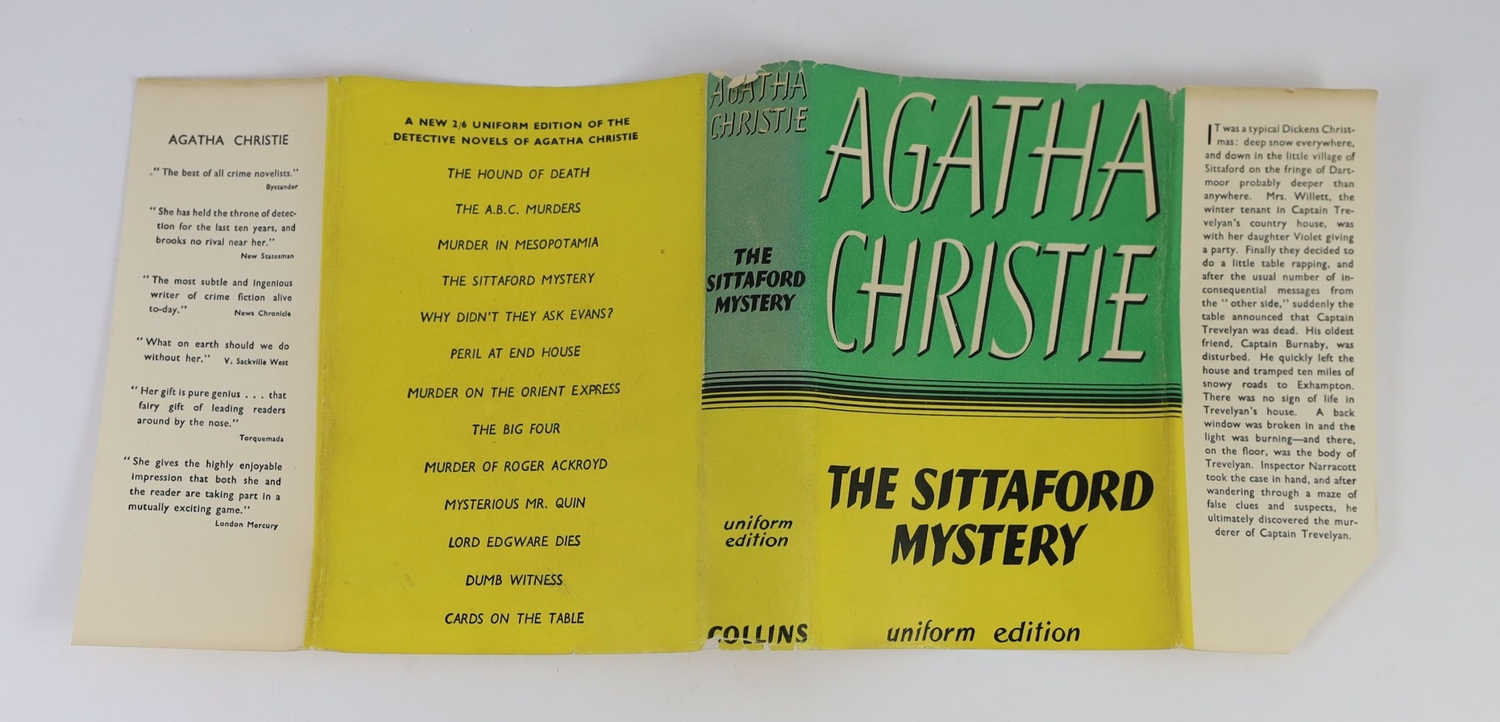 AGATHA CHRISTIE
"The best of all crime novelists."
Bystander
"She has held the throne of detec-
tion for the last ten years, and
brooks no rival near her."
New Statesman
"The most subtle and ingenious
writer of crime fiction alive
to-day." News Chronicle
"What on earth should we do
without her." V. Sackville West
"Her gift is pure genius . . . that
fairy gift of leading readers
around by the nose."
Torquemada
"She gives the highly enjoyable
impression that both she and
the reader are taking part in a
mutually exciting game."
London Mercury
A NEW 2/6 UNIFORM EDITION OF THE
DETECTIVE NOVELS OF AGATHA CHRISTIE
THE HOUND OF DEATH
THE A.B.C. MURDERS
MURDER IN MESOPOTAMIA
THE SITTAFORD MYSTERY
WHY DIDN'T THEY ASK EVANS?
PERIL AT END HOUSE
MURDER ON THE ORIENT EXPRESS
THE BIG FOUR
MURDER OF ROGER ACKROYD
MYSTERIOUS MR. QUIN
LORD EDGWARE DIES
DUMB WITNESS
CARDS ON THE TABLE
AGATHA
CHRISTIE
THE
SITTAFORD
MYSTERY
uniform
edition
COLLINS
AGATHA
CHRISTIE
THE SITTAFORD
MYSTERY
uniform edition
IT was a typical Dickens Christ-
mas: deep snow everywhere,
and down in the little village of
Sittaford on the fringe of Dart-
moor probably deeper than
anywhere. Mrs. Willett, the
winter tenant in Captain Tre-
velyan's country house, was
with her daughter Violet giving
a party. Finally they decided to
do a little table rapping, and
after the usual number of in-
consequential messages from
the "other side," suddenly the
table announced that Captain
Trevelyan was dead. His oldest
friend, Captain Burnaby, was
disturbed. He quickly left the
house and tramped ten miles of
snowy roads to Exhampton.
There was no sign of life in
Trevelyan's house. A back
window was broken in and the
light was burning—and there,
on the floor, was the body of
Trevelyan. Inspector Narracott
took the case in hand, and after
wandering through a maze of
false clues and suspects, he
ultimately discovered the mur-
derer of Captain Trevelyan.